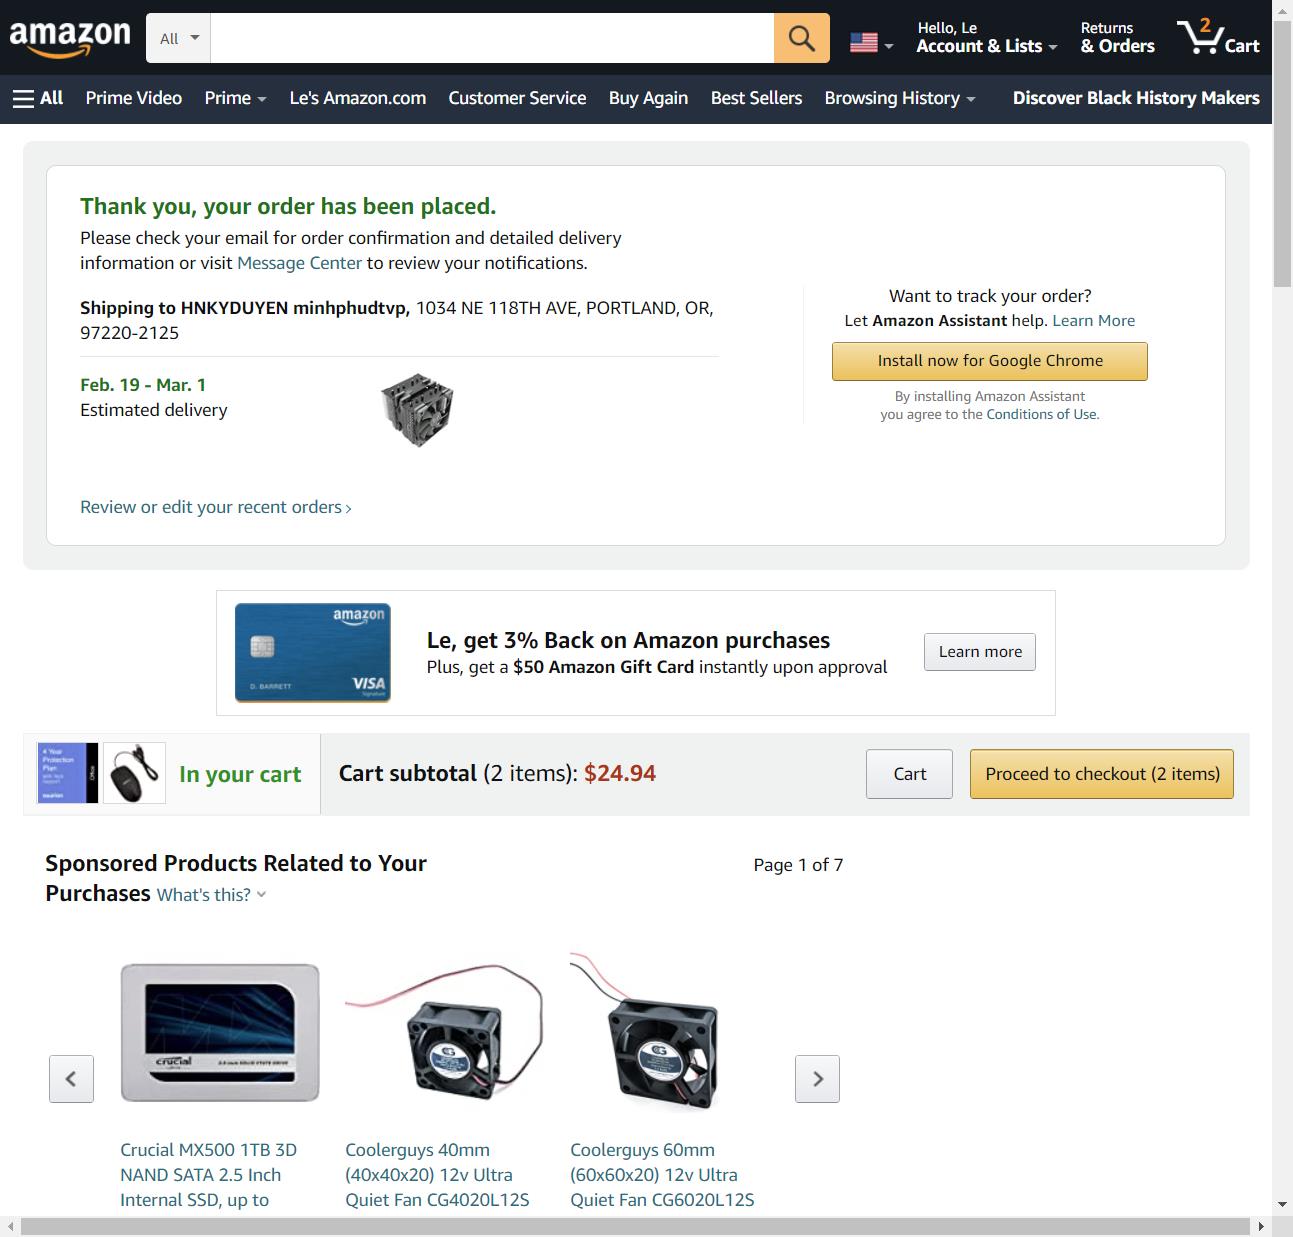 amazon
All
Hello, Le
Account & Lists
Returns
& Orders
2
Cart
All
Prime Video
Prime
Le's Amazon.com
Customer Service
Buy Again
Best Sellers
Browsing History
Discover Black History Makers
Thank you, your order has been placed.
Please check your email for order confirmation and detailed delivery
information or visit Message Center to review your notifications.
Shipping to HNKYDUYEN minhphudtvp, 1034 NE 118TH AVE, PORTLAND, OR,
97220-2125
Feb. 19 - Mar. 1
Estimated delivery
Review or edit your recent orders ›
Want to track your order?
Let Amazon Assistant help. Learn More
Install now for Google Chrome
By installing Amazon Assistant
you agree to the Conditions of Use.
amazon
D. BARRETT
VISA
Signature
Le, get 3% Back on Amazon purchases
Plus, get a $50 Amazon Gift Card instantly upon approval
Learn more
4 Year
Protection
Plan
Office
In your cart
Cart subtotal (2 items): $24.94
Cart
Proceed to checkout (2 items)
Sponsored Products Related to Your
Purchases What's this?
Page 1 of 7
crucial
CG
CG
Crucial MX500 1TB 3D
NAND SATA 2.5 Inch
Internal SSD, up to
Coolerguys 40mm
(40x40x20) 12v Ultra
Quiet Fan CG4020L12S
Coolerguys 60mm
(60x60x20) 12v Ultra
Quiet Fan CG6020L12S